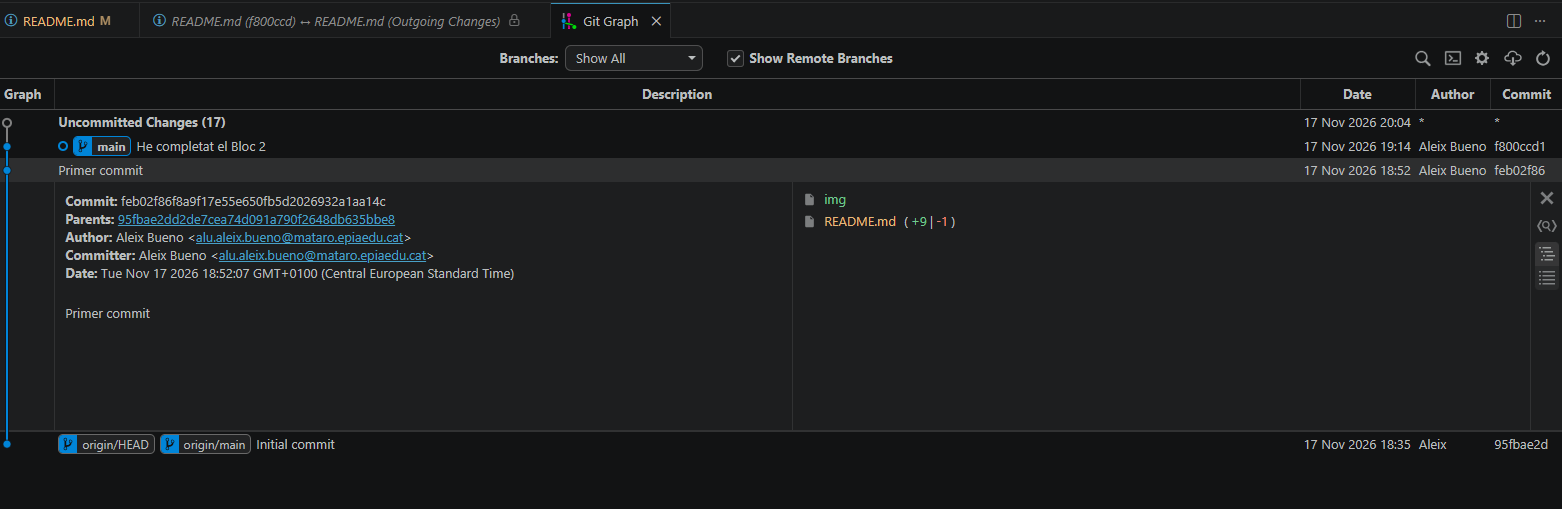 README.md M
README.md (f800ccd) ↔ README.md (Outgoing Changes)
Git Graph
Branches: Show All Show Remote Branches
Graph Description Date Author Commit
Uncommitted Changes (17) 17 Nov 2026 20:04 * *
main He completat el Bloc 2 17 Nov 2026 19:14 Aleix Bueno f800ccd1
Primer commit 17 Nov 2026 18:52 Aleix Bueno feb02f86
Commit: feb02f86f8a9f17e55e650fb5d2026932a1aa14c
Parents: 95fbae2dd2de7cea74d091a790f2648db635bbe8
Author: Aleix Bueno <alu.aleix.bueno@mataro.epiaedu.cat>
Committer: Aleix Bueno <alu.aleix.bueno@mataro.epiaedu.cat>
Date: Tue Nov 17 2026 18:52:07 GMT+0100 (Central European Standard Time)
Primer commit
img
README.md (+9|-1)
origin/HEAD origin/main Initial commit 17 Nov 2026 18:35 Aleix 95fbae2d